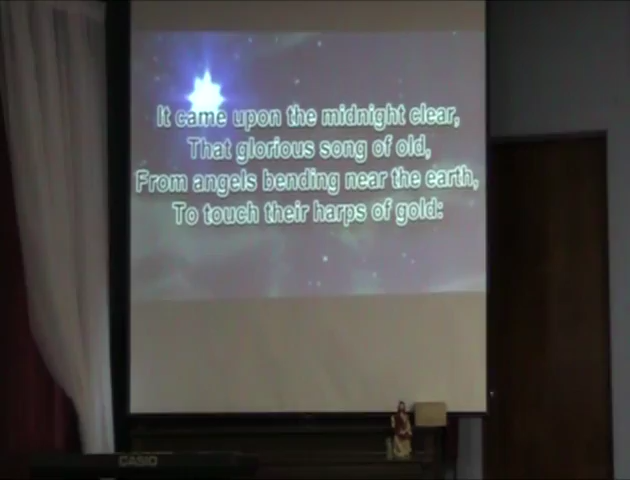 It came upon the midnight clear,
That glorious song of old,
From angels bending near the earth,
To touch their harps of gold:
CASIO